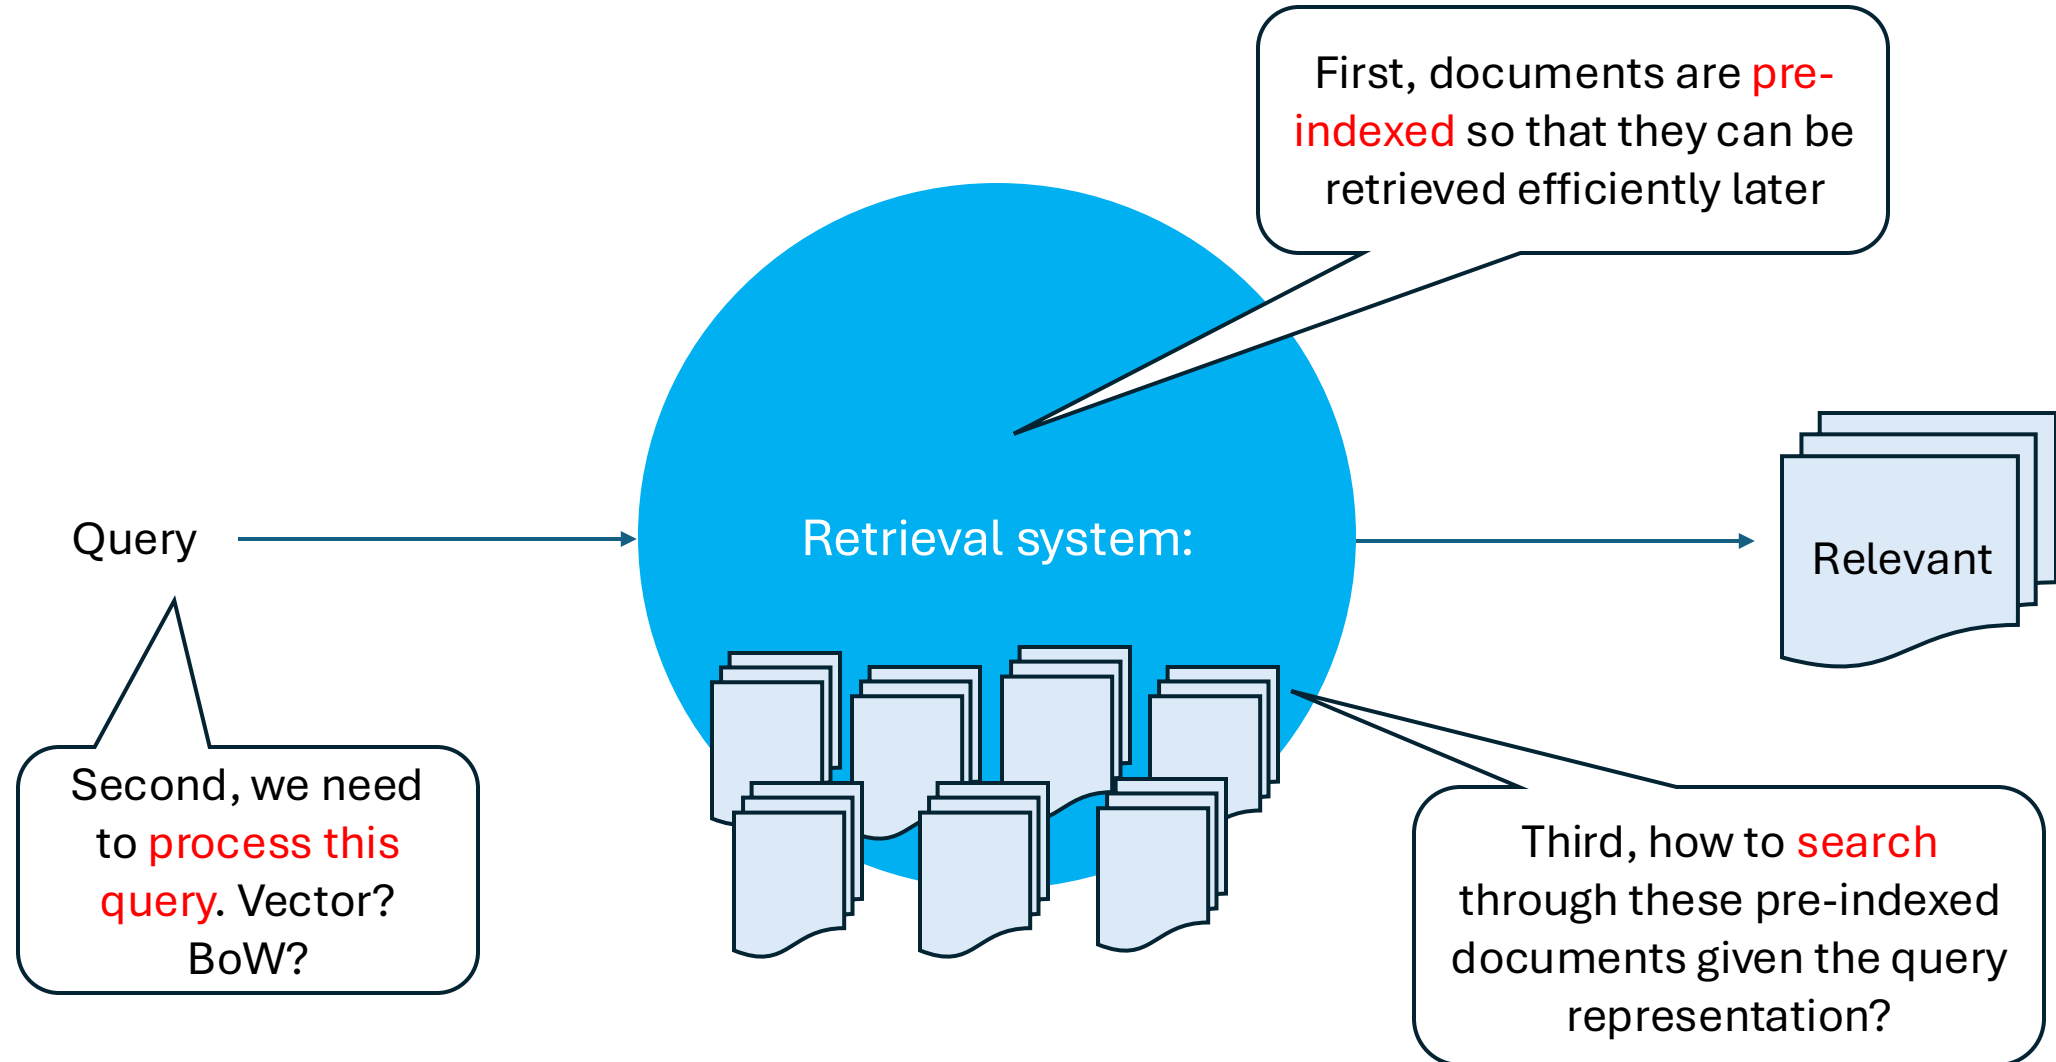 First, documents are pre-
indexed so that they can be
retrieved efficiently later
Query
Retrieval system:
Relevant
Second, we need
to process this
query. Vector?
BoW?
Third, how to search
through these pre-indexed
documents given the query
representation?